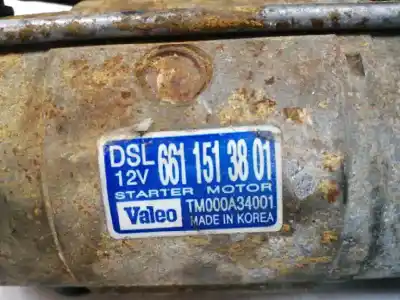 DSL
12V 661 151 38 01
STARTER MOTOR
Valeo TM000A34001
MADE IN KOREA